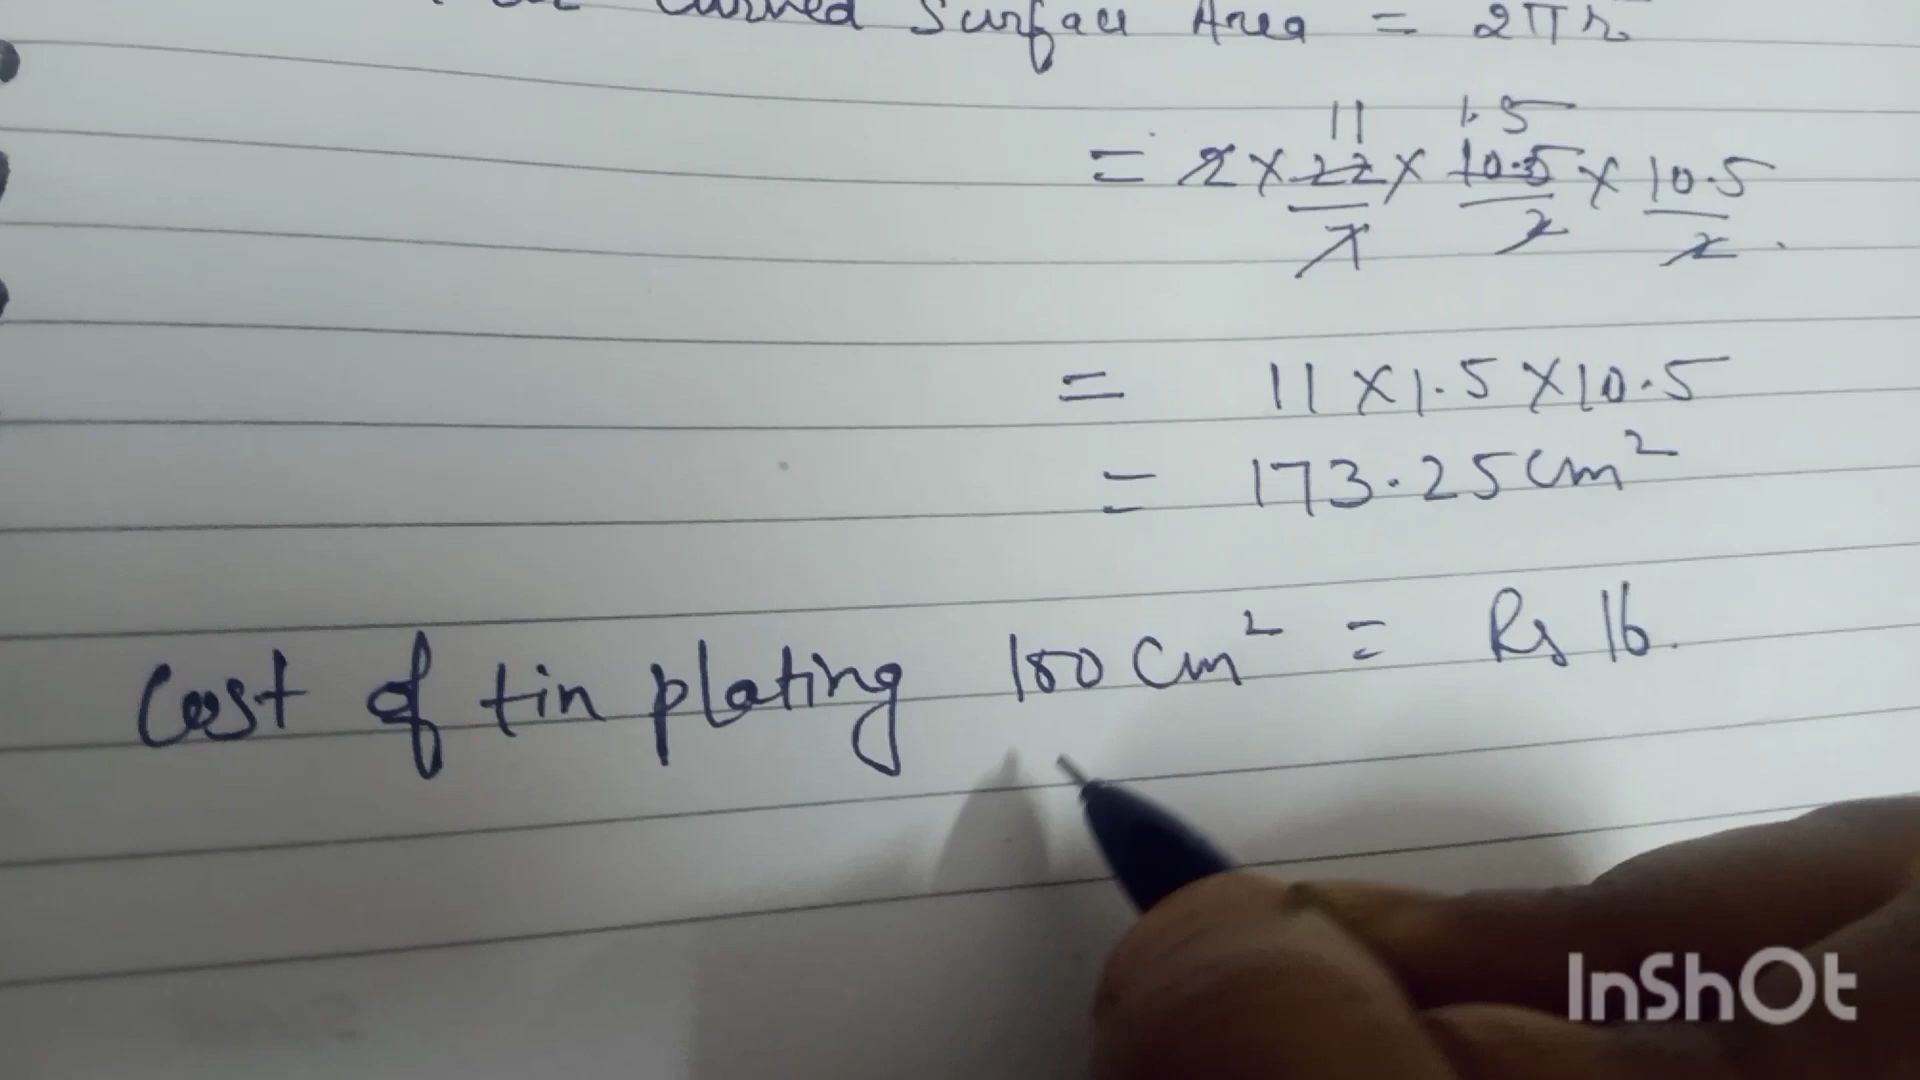 Curved Surface Area = 2πr
11 1.5
= 2 × 22/7 × 10.5/2 × 10.5/2
= 11 × 1.5 × 10.5
= 173.25 cm²
Cost of tin plating 100 cm² = Rs 16.
InShOt